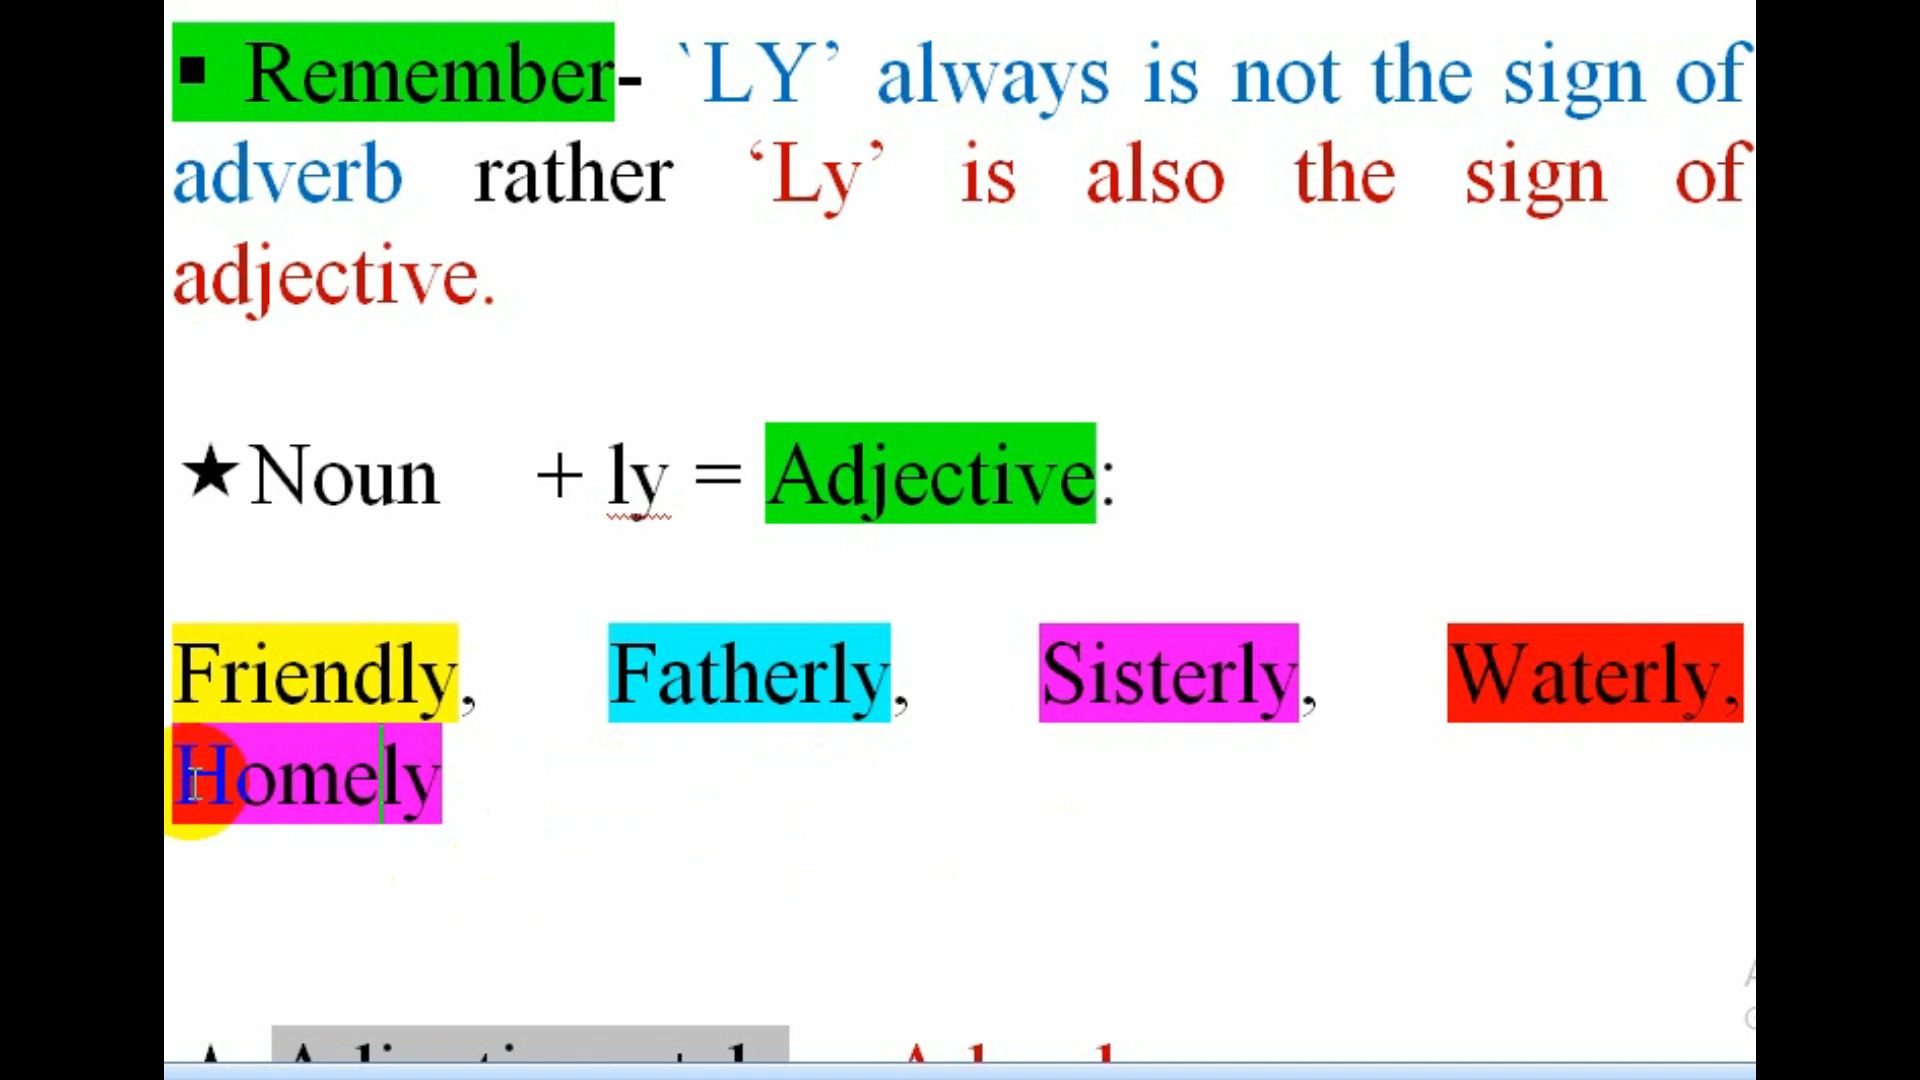 ▪ Remember- `LY’ always is not the sign of
adverb rather ‘Ly’ is also the sign of
adjective.
★Noun + ly = Adjective:
Friendly, Fatherly, Sisterly, Waterly,
Homely